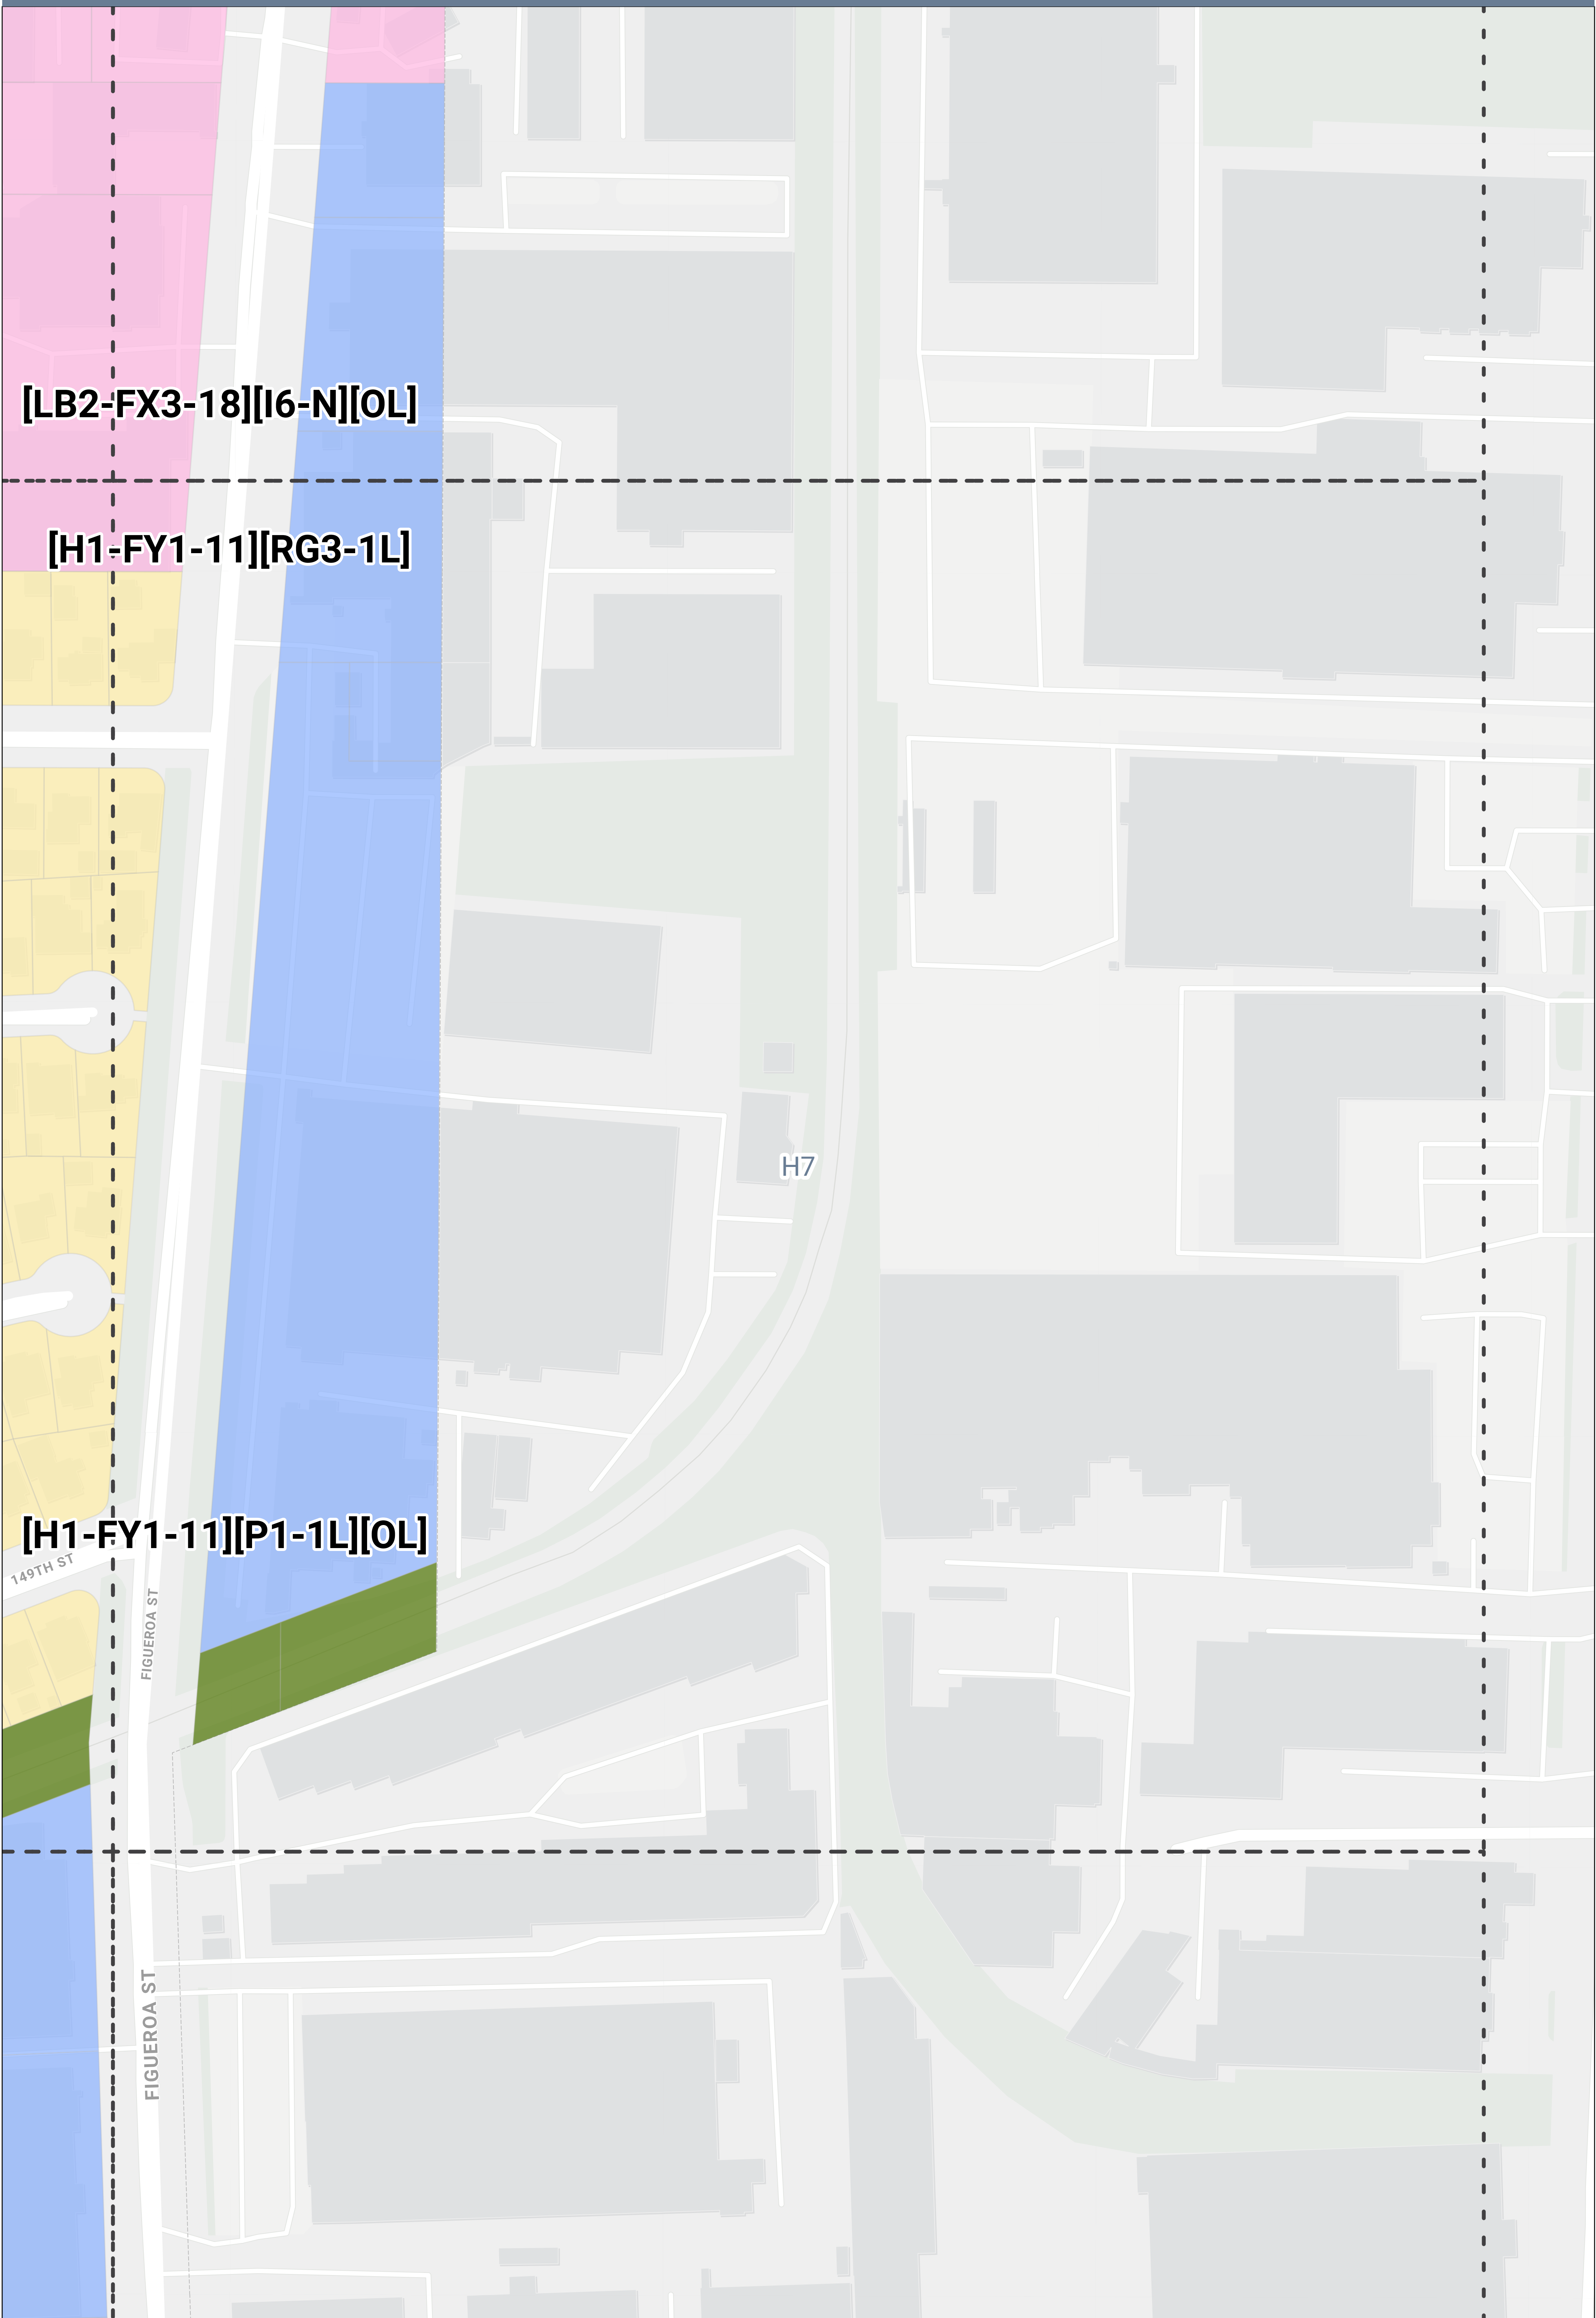 [LB2-FX3-18][I6-N][OL]
[H1-FY1-11][RG3-1L]
H7
[H1-FY1-11][P1-1L][OL]
149TH ST
FIGUEROA ST
FIGUEROA ST